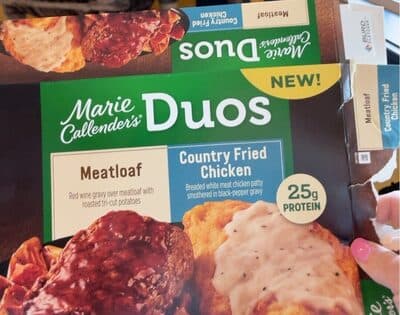 Meatloaf
Country Fried
Chicken
Marie
Callender's
Duos
NEW!
Marie
Callender's
Duos
Meatloaf
Red wine gravy over meatloaf with
roasted tri-cut potatoes
Country Fried
Chicken
Breaded white meat chicken patty
smothered in black-pepper gravy
25g
PROTEIN
Meatloaf
Country Fried
Chicken
Marie